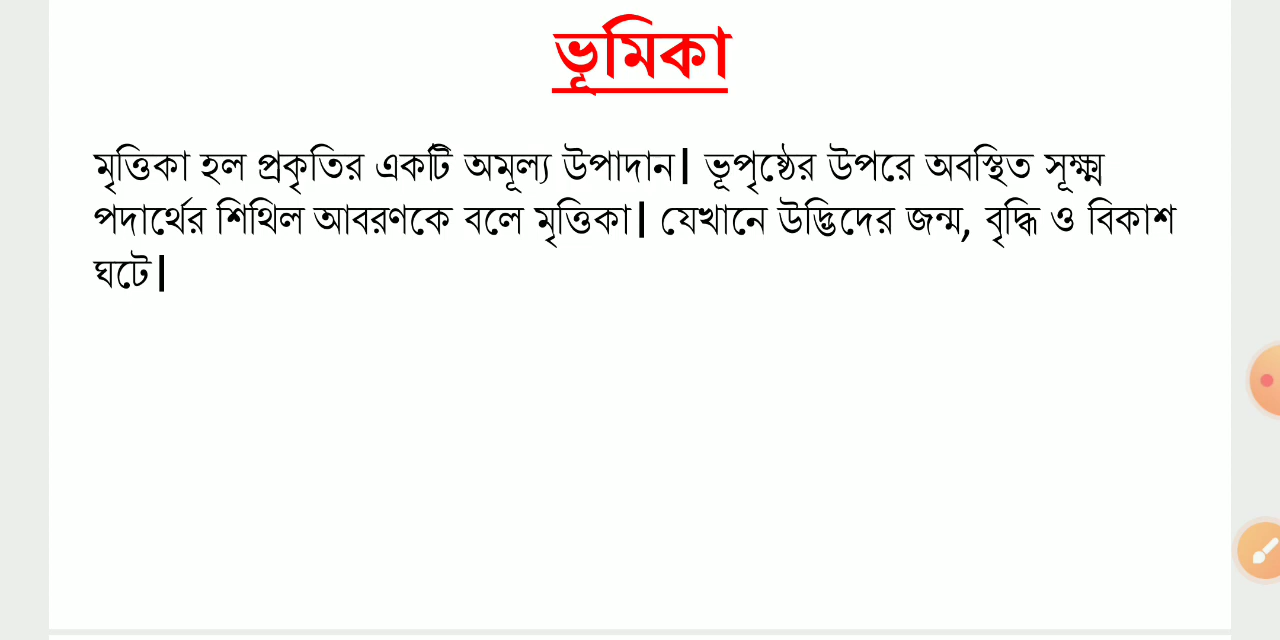 ভূমিকা
মৃত্তিকা হল প্রকৃতির একটি অমূল্য উপাদান| ভূপৃষ্ঠের উপরে অবস্থিত সূক্ষ্ম
পদার্থের শিথিল আবরণকে বলে মৃত্তিকা| যেখানে উদ্ভিদের জন্ম, বৃদ্ধি ও বিকাশ
ঘটে|